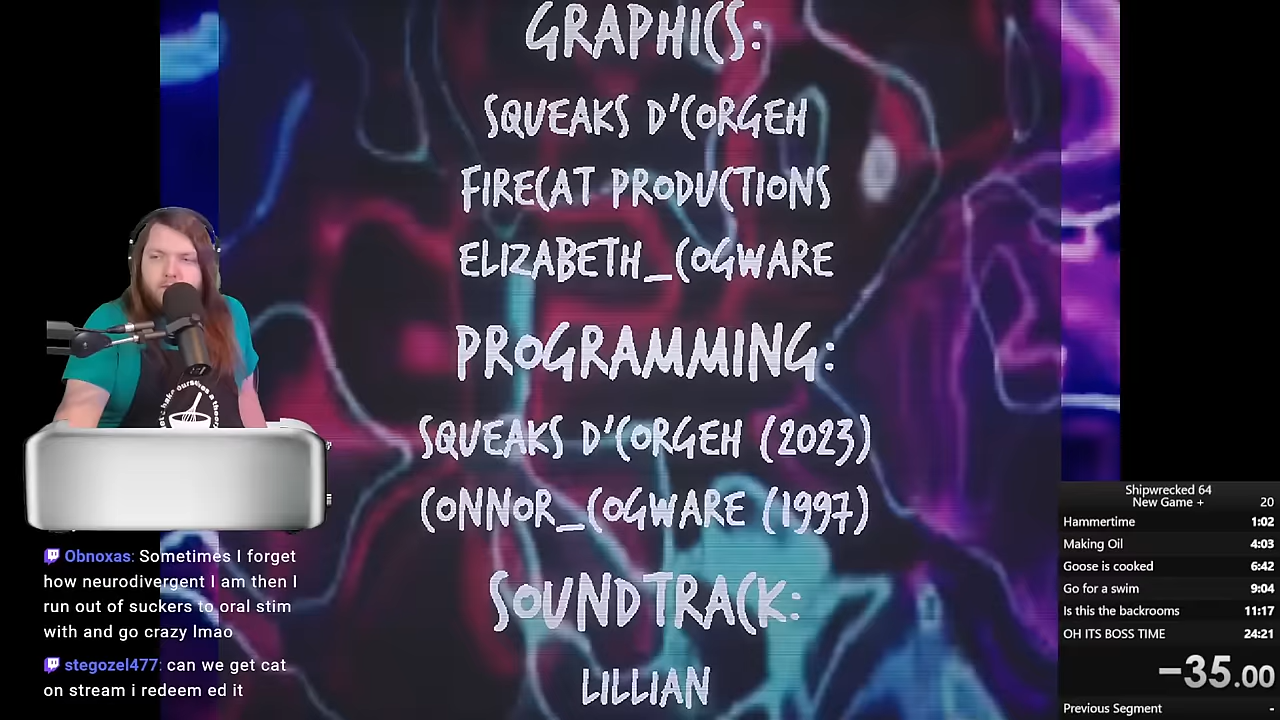 GRAPHICS:
SQUEAKS D'CORGEH
FIRECAT PRODUCTIONS
ELIZABETH_COGWARE
PROGRAMMING:
SQUEAKS D'CORGEH (2023)
CONNOR_COGWARE (1997)
SOUNDTRACK:
LILLIAN
Obnoxas: Sometimes I forget
how neurodivergent I am then I
run out of suckers to oral stim
with and go crazy lmao
stegozel477: can we get cat
on stream i redeem ed it
Shipwrecked 64
New Game + 20
Hammertime 1:02
Making Oil 4:03
Goose is cooked 6:42
Go for a swim 9:04
Is this the backrooms 11:17
OH ITS BOSS TIME 24:21
−35.00
Previous Segment -